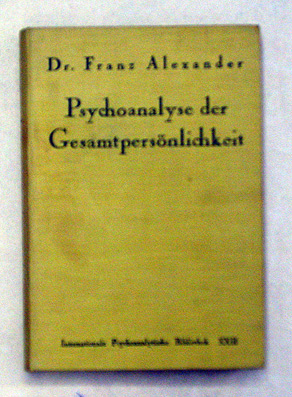 Dr. Franz Alexander
Psychoanalyse der
Gesamtpersönlichkeit
Internationale Psychoanalytische Bibliothek XXII